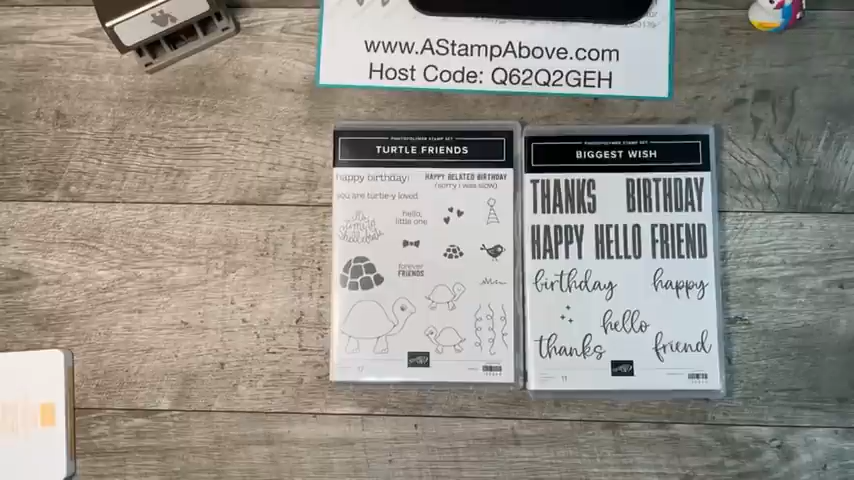 www.AStampAbove.com
Host Code: Q62Q2GEH
PHOTOPOLYMER STAMP SET
TURTLE FRIENDS
happy birthday!
HAPPY BELATED BIRTHDAY
(sorry I was slow)
you are turtle-y loved
hello,
little one
forever
FRIENDS
17
PHOTOPOLYMER STAMP SET
BIGGEST WISH
THANKS BIRTHDAY
HAPPY HELLO FRIEND
birthday happy
hello
thanks friend
11